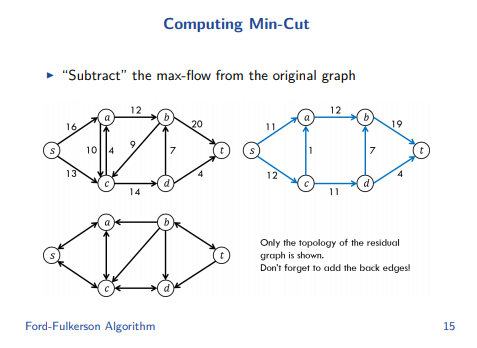 Computing Min-Cut
▶ “Subtract” the max-flow from the original graph
12
a
b
16
20
10
4
9
7
s
t
13
4
c
d
14
12
a
b
11
19
s
1
7
t
12
4
c
d
11
a
b
s
t
c
d
Only the topology of the residual
graph is shown.
Don't forget to add the back edges!
Ford-Fulkerson Algorithm
15